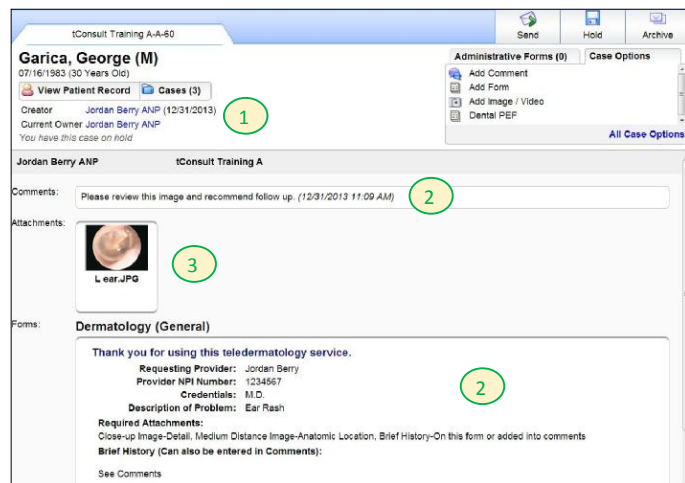 tConsult Training A-A-60
Send
Hold
Archive
Garica, George (M)
07/16/1983 (30 Years Old)
View Patient Record
Cases (3)
Creator Jordan Berry ANP (12/31/2013)
Current Owner Jordan Berry ANP
You have this case on hold
1
Administrative Forms (0)
Case Options
Add Comment
Add Form
Add Image / Video
Dental PEF
All Case Options
Jordan Berry ANP
tConsult Training A
Comments:
Please review this image and recommend follow up. (12/31/2013 11:09 AM)
2
Attachments:
L ear.JPG
3
Forms:
Dermatology (General)
Thank you for using this teledermatology service.
Requesting Provider: Jordan Berry
Provider NPI Number: 1234567
Credentials: M.D.
Description of Problem: Ear Rash
2
Required Attachments:
Close-up Image-Detail, Medium Distance Image-Anatomic Location, Brief History-On this form or added into comments
Brief History (Can also be entered in Comments):
See Comments